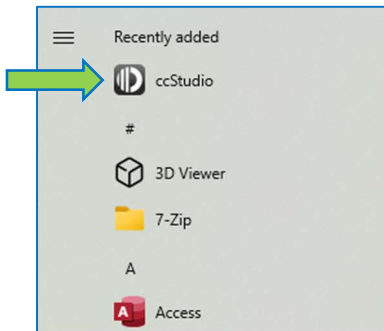 Recently added
ccStudio
#
3D Viewer
7-Zip
A
A Access